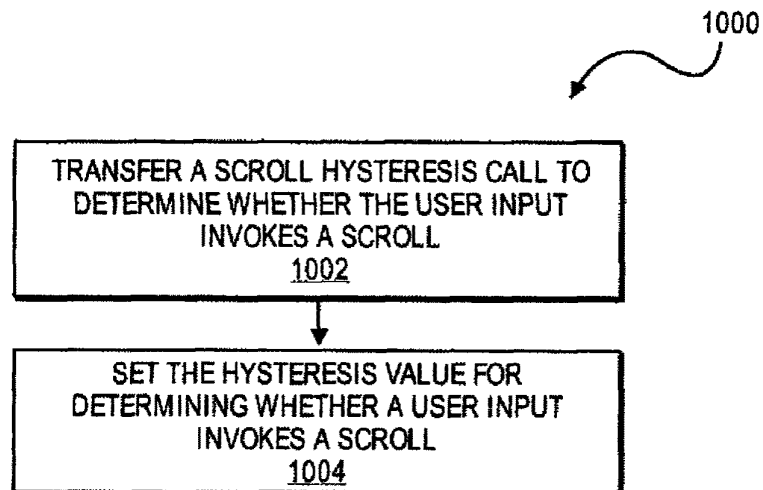 1000
TRANSFER A SCROLL HYSTERESIS CALL TO
DETERMINE WHETHER THE USER INPUT
INVOKES A SCROLL
1002
SET THE HYSTERESIS VALUE FOR
DETERMINING WHETHER A USER INPUT
INVOKES A SCROLL
1004